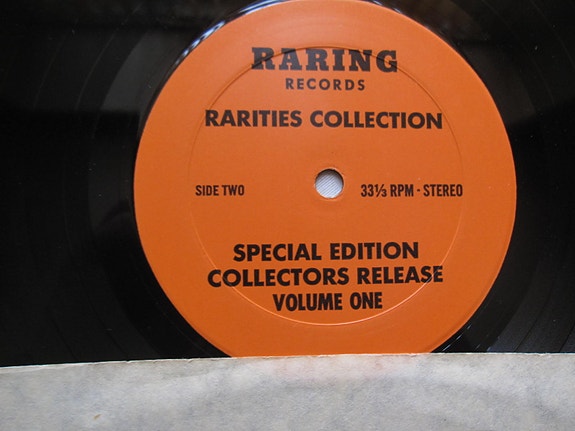 RARING
RECORDS
RARITIES COLLECTION
SIDE TWO 33⅓ RPM - STEREO
SPECIAL EDITION
COLLECTORS RELEASE
VOLUME ONE